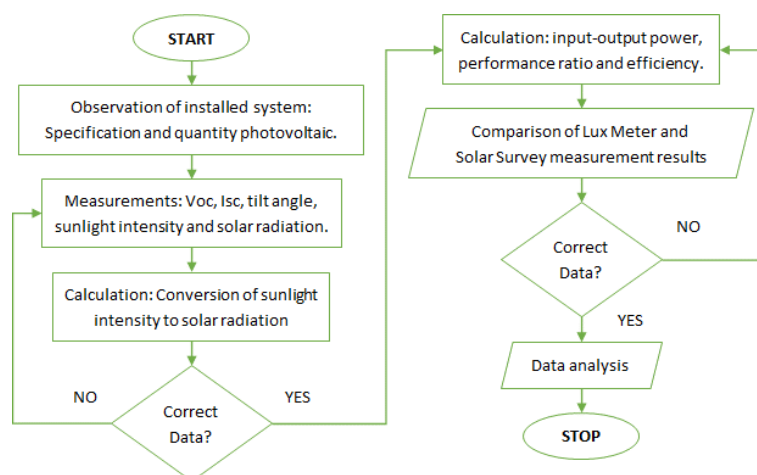 START
Observation of installed system:
Specification and quantity photovoltaic.
Measurements: Voc, Isc, tilt angle,
sunlight intensity and solar radiation.
Calculation: Conversion of sunlight
intensity to solar radiation
NO
YES
Correct
Data?
Calculation: input-output power,
performance ratio and efficiency.
Comparison of Lux Meter and
Solar Survey measurement results
NO
Correct
Data?
YES
Data analysis
STOP